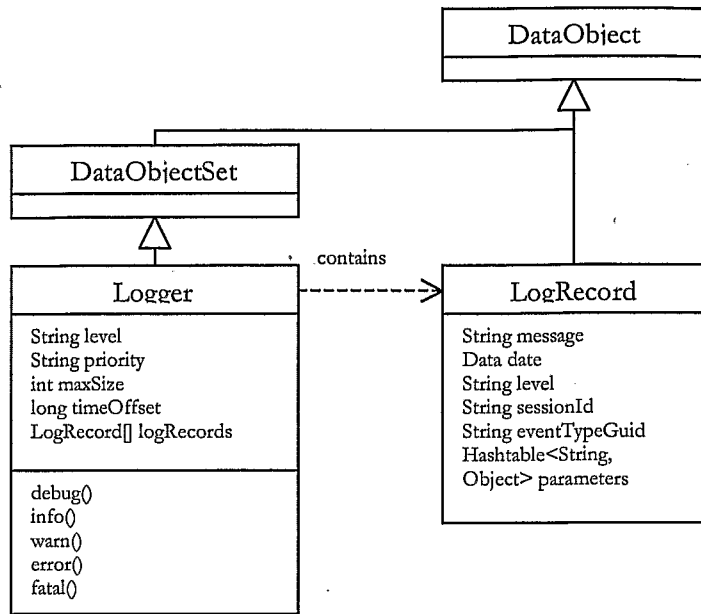 DataObject
DataObjectSet
contains
Logger
String level
String priority
int maxSize
long timeOffset
LogRecord[] logRecords
debug()
info()
warn()
error()
fatal()
LogRecord
String message
Data date
String level
String sessionId
String eventTypeGuid
Hashtable<String,
Object> parameters